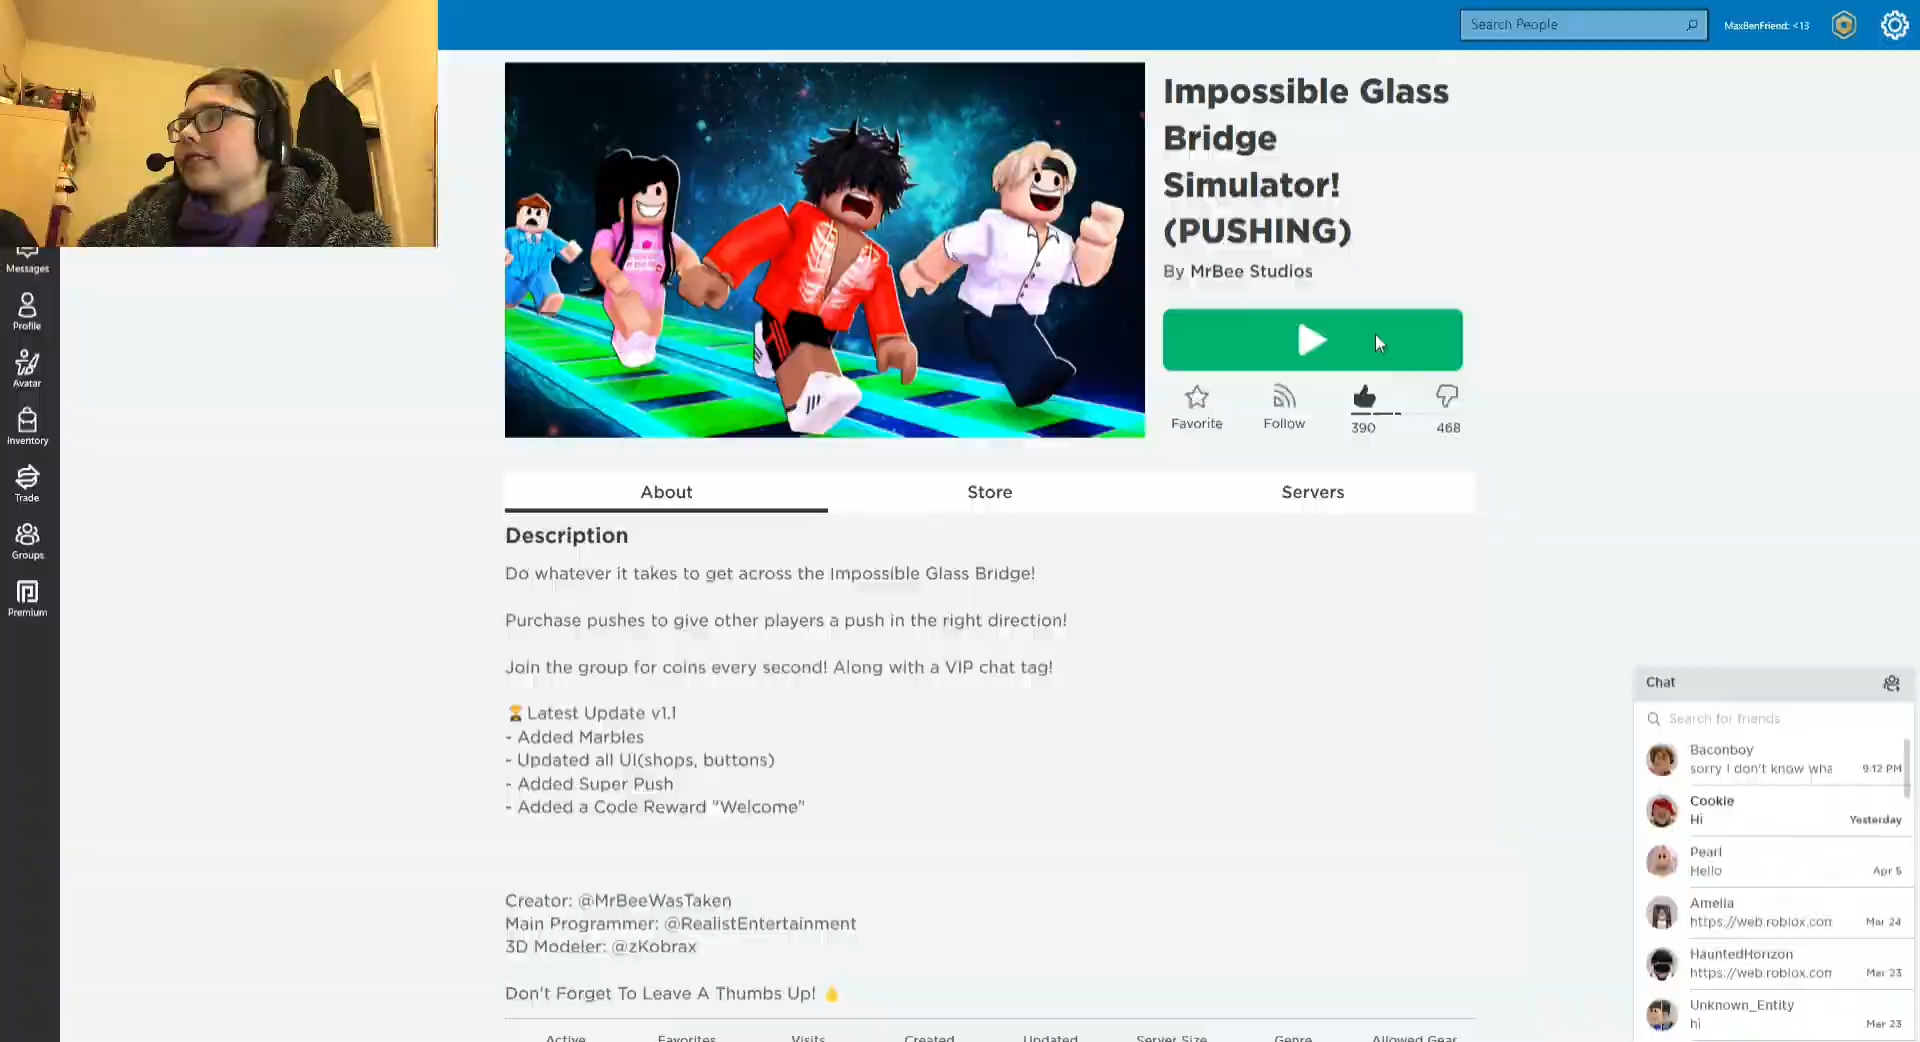 Search People
MaxBenFriend: <13
Impossible Glass
Bridge
Simulator!
(PUSHING)
By MrBee Studios
Favorite
Follow
390
468
Messages
Profile
Avatar
Inventory
Trade
Groups
Premium
About
Store
Servers
Description
Do whatever it takes to get across the Impossible Glass Bridge!
Purchase pushes to give other players a push in the right direction!
Join the group for coins every second! Along with a VIP chat tag!
🏆Latest Update v1.1
- Added Marbles
- Updated all UI(shops, buttons)
- Added Super Push
- Added a Code Reward "Welcome"
Creator: @MrBeeWasTaken
Main Programmer: @RealistEntertainment
3D Modeler: @zKobrax
Don't Forget To Leave A Thumbs Up! 👍
Active Favorites Visits Created Updated Server Size Genre Allowed Gear
Chat
Search for friends
Baconboy
sorry I don't know wha 9:12 PM
Cookie
Hi Yesterday
Pearl
Hello Apr 5
Amelia
https://web.roblox.com Mar 24
HauntedHorizon
https://web.roblox.com Mar 23
Unknown_Entity
hi Mar 23